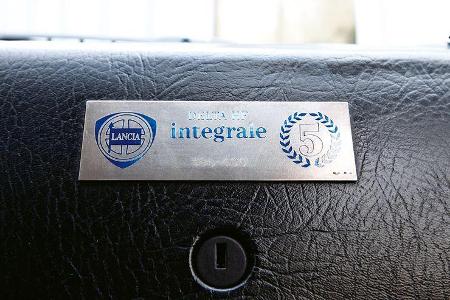 LANCIA
DELTA HF
integrale
5